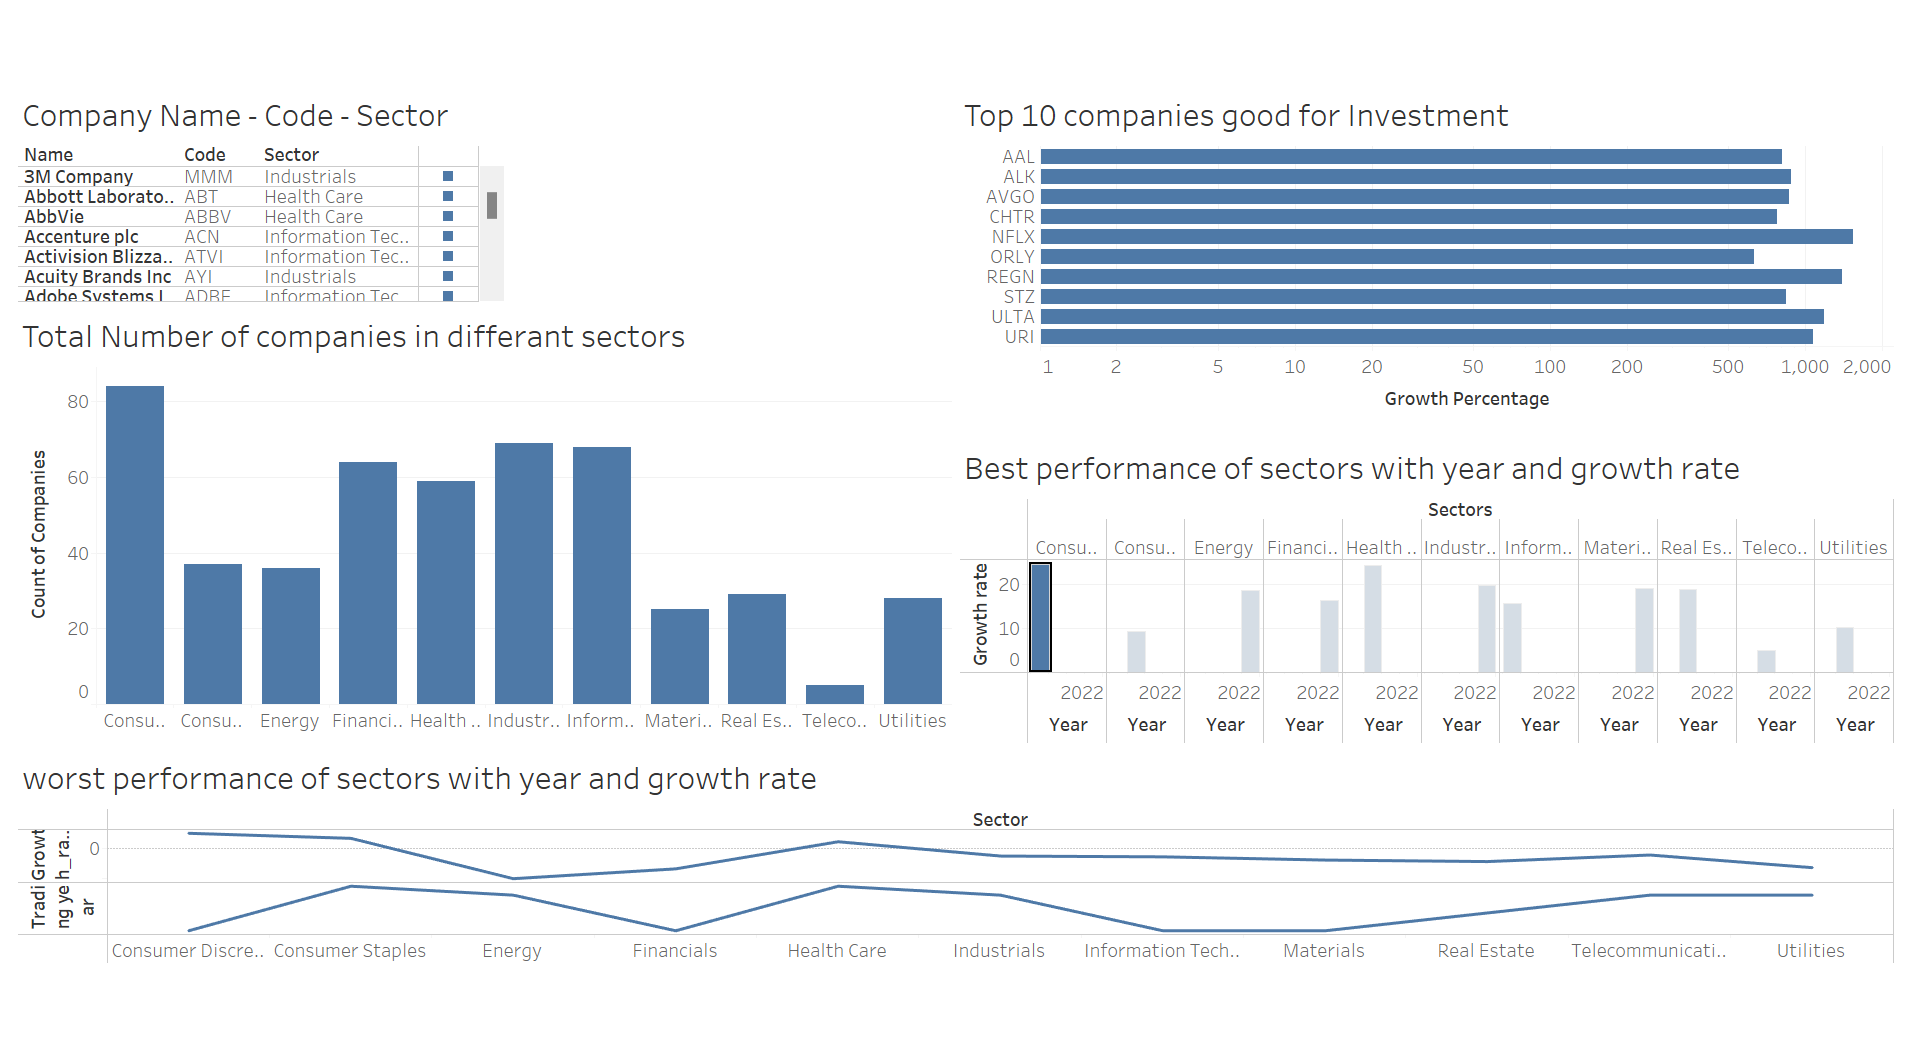 Company Name - Code - Sector
Name Code Sector
3M Company MMM Industrials
Abbott Laborato.. ABT Health Care
AbbVie ABBV Health Care
Accenture plc ACN Information Tec..
Activision Blizza.. ATVI Information Tec..
Acuity Brands Inc AYI Industrials
Adobe Systems I ADBE Information Tec
Top 10 companies good for Investment
AAL
ALK
AVGO
CHTR
NFLX
ORLY
REGN
STZ
ULTA
URI
1 2 5 10 20 50 100 200 500 1,000 2,000
Growth Percentage
Total Number of companies in differant sectors
Count of Companies
80
60
40
20
0
Consu.. Consu.. Energy Financi.. Health .. Industr.. Inform.. Materi.. Real Es.. Teleco.. Utilities
Best performance of sectors with year and growth rate
Sectors
Consu.. Consu.. Energy Financi.. Health .. Industr.. Inform.. Materi.. Real Es.. Teleco.. Utilities
Growth rate
20
10
0
2022 2022 2022 2022 2022 2022 2022 2022 2022 2022 2022
Year Year Year Year Year Year Year Year Year Year Year
worst performance of sectors with year and growth rate
Sector
Growt
h_ra..
0
Tradi
ng ye
ar
Consumer Discre.. Consumer Staples Energy Financials Health Care Industrials Information Tech.. Materials Real Estate Telecommunicati.. Utilities